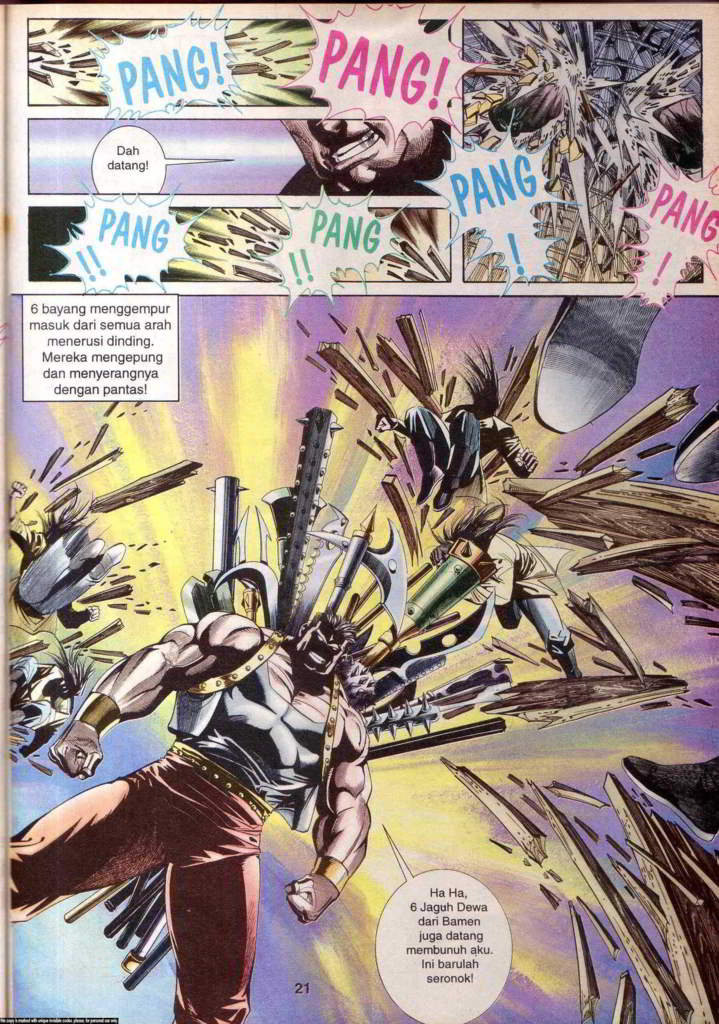 PANG!
PANG!
Dah
datang!
PANG
!!
PANG
!!
PANG
!
PANG
!
6 bayang menggempur
masuk dari semua arah
menerusi dinding.
Mereka mengepung
dan menyerangnya
dengan pantas!
Ha Ha,
6 Jaguh Dewa
dari Bamen
juga datang
membunuh aku.
Ini barulah
seronok!
21